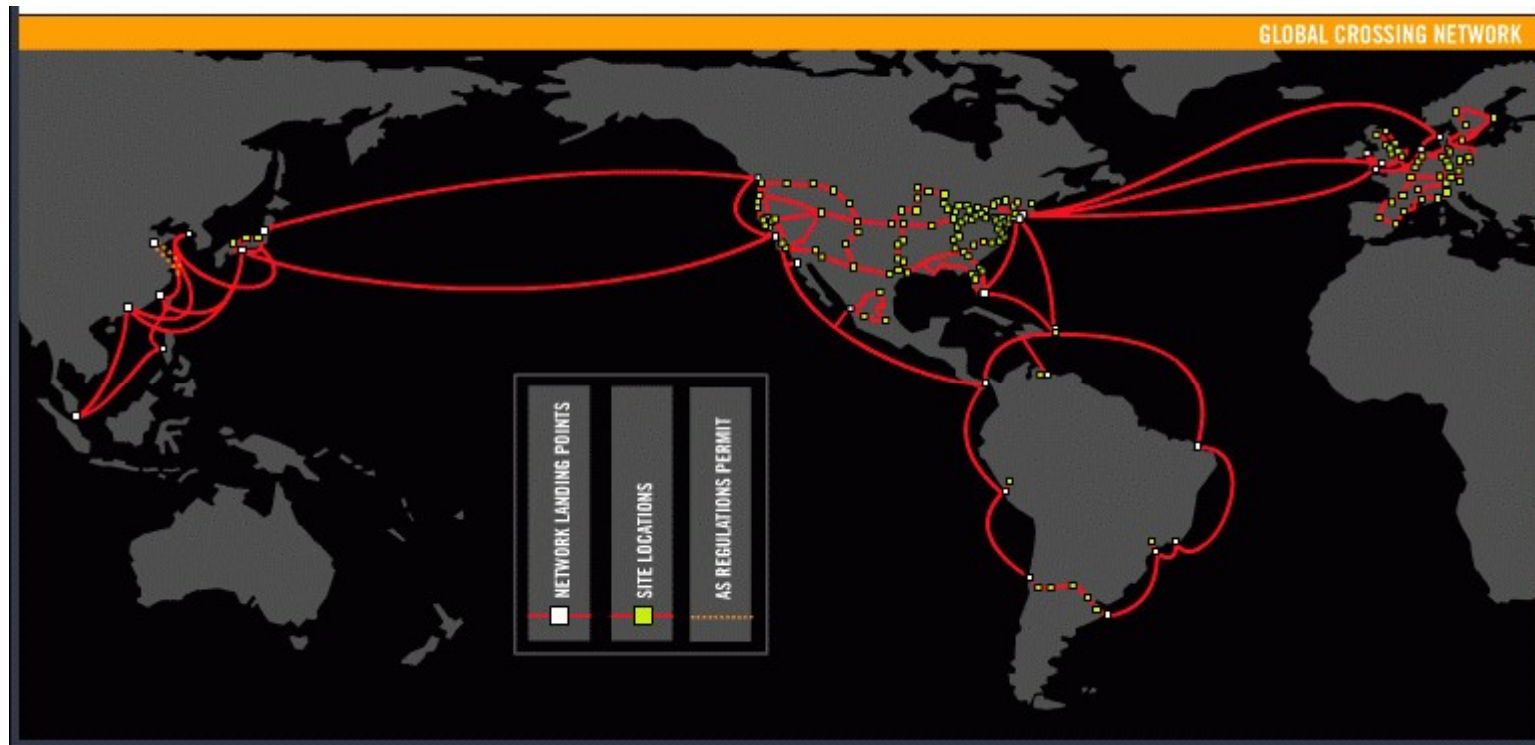 GLOBAL CROSSING NETWORK
NETWORK LANDING POINTS
SITE LOCATIONS
AS REGULATIONS PERMIT